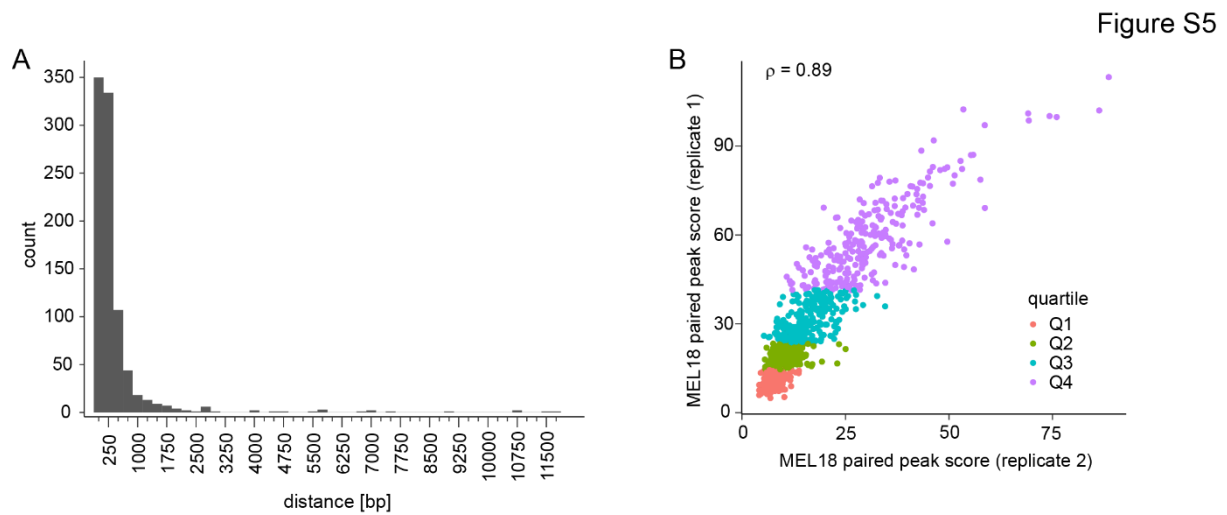 Figure S5
A
count
350
300
250
200
150
100
50
0
250
1000
1750
2500
3250
4000
4750
5500
6250
7000
7750
8500
9250
10000
10750
11500
distance [bp]
B
ρ = 0.89
MEL18 paired peak score (replicate 1)
90
60
30
0
quartile
Q1
Q2
Q3
Q4
0 25 50 75
MEL18 paired peak score (replicate 2)